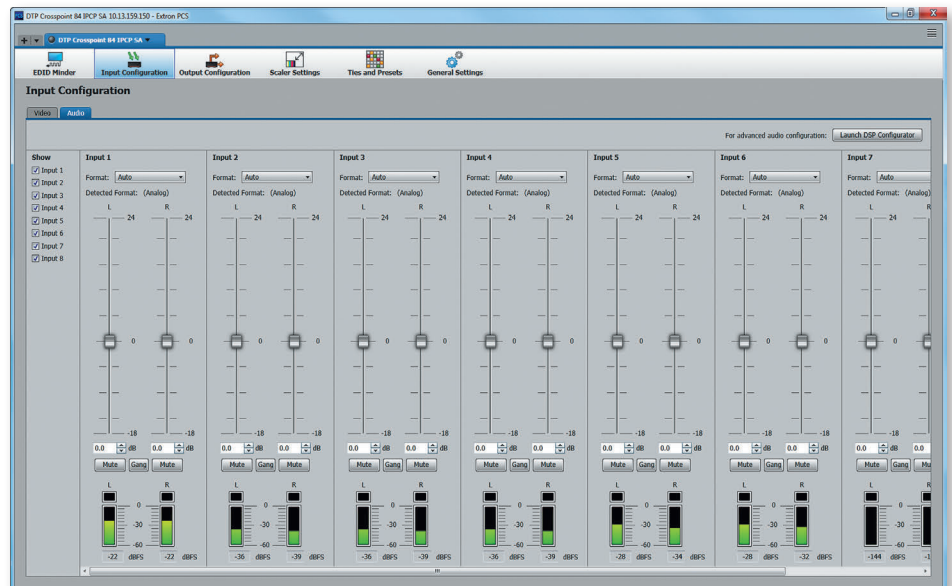 DTP Crosspoint 84 IPCP SA 10.13.159.150 - Extron PCS
DTP Crosspoint 84 IPCP SA
EDID Minder Input Configuration Output Configuration Scaler Settings Ties and Presets General Settings
Input Configuration
Video Audio
For advanced audio configuration: Launch DSP Configurator
Show Input 1 Input 2 Input 3 Input 4 Input 5 Input 6 Input 7
Input 1
Input 2
Input 3
Input 4
Input 5
Input 6
Input 7
Input 8
Format: Auto Format: Auto Format: Auto Format: Auto Format: Auto Format: Auto Format: Auto
Detected Format: (Analog) Detected Format: (Analog) Detected Format: (Analog) Detected Format: (Analog) Detected Format: (Analog) Detected Format: (Analog) Detected Format: (Analog)
L R L R L R L R L R L R L R
24 24 24 24 24 24 24 24 24 24 24 24 24
0 0 0 0 0 0 0 0 0 0 0 0 0
-18 -18 -18 -18 -18 -18 -18 -18 -18 -18 -18 -18 -18
0.0 dB 0.0 dB 0.0 dB 0.0 dB 0.0 dB 0.0 dB 0.0 dB 0.0 dB 0.0 dB 0.0 dB 0.0 dB 0.0 dB 0.0 dB 0.0
Mute Gang Mute Mute Gang Mute Mute Gang Mute Mute Gang Mute Mute Gang Mute Mute Gang Mute Mute Gang Mu
L R L R L R L R L R L R L R
0 0 0 0 0 0 0
-30 -30 -30 -30 -30 -30 -30
-60 -60 -60 -60 -60 -60 -60
-22 dBFS -22 dBFS -36 dBFS -39 dBFS -36 dBFS -39 dBFS -36 dBFS -39 dBFS -28 dBFS -34 dBFS -28 dBFS -32 dBFS -144 dBFS -1